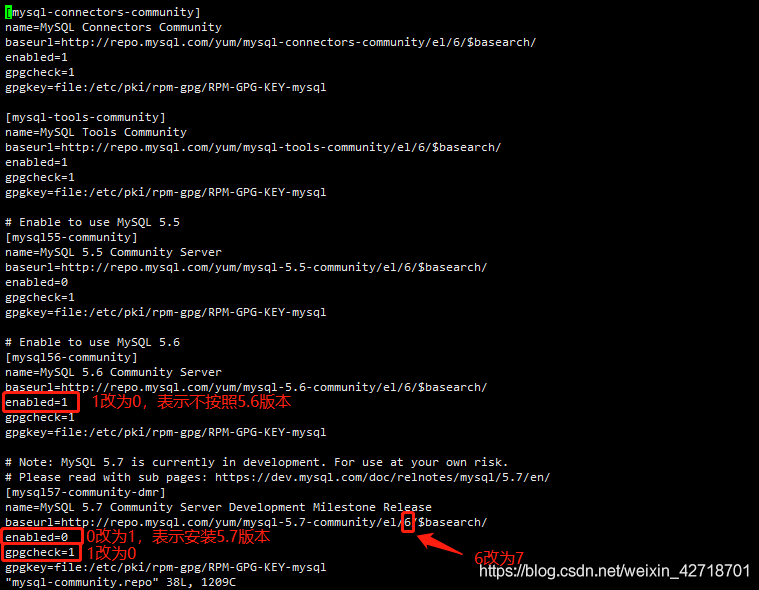 [mysql-connectors-community]
name=MySQL Connectors Community
baseurl=http://repo.mysql.com/yum/mysql-connectors-community/el/6/$basearch/
enabled=1
gpgcheck=1
gpgkey=file:/etc/pki/rpm-gpg/RPM-GPG-KEY-mysql
[mysql-tools-community]
name=MySQL Tools Community
baseurl=http://repo.mysql.com/yum/mysql-tools-community/el/6/$basearch/
enabled=1
gpgcheck=1
gpgkey=file:/etc/pki/rpm-gpg/RPM-GPG-KEY-mysql
# Enable to use MySQL 5.5
[mysql55-community]
name=MySQL 5.5 Community Server
baseurl=http://repo.mysql.com/yum/mysql-5.5-community/el/6/$basearch/
enabled=0
gpgcheck=1
gpgkey=file:/etc/pki/rpm-gpg/RPM-GPG-KEY-mysql
# Enable to use MySQL 5.6
[mysql56-community]
name=MySQL 5.6 Community Server
baseurl=http://repo.mysql.com/yum/mysql-5.6-community/el/6/$basearch/
enabled=1 1改为0，表示不按照5.6版本
gpgcheck=1
gpgkey=file:/etc/pki/rpm-gpg/RPM-GPG-KEY-mysql
# Note: MySQL 5.7 is currently in development. For use at your own risk.
# Please read with sub pages: https://dev.mysql.com/doc/relnotes/mysql/5.7/en/
[mysql57-community-dmr]
name=MySQL 5.7 Community Server Development Milestone Release
baseurl=http://repo.mysql.com/yum/mysql-5.7-community/el/6/$basearch/
enabled=0 0改为1，表示安装5.7版本
gpgcheck=1 1改为0
6改为7
gpgkey=file:/etc/pki/rpm-gpg/RPM-GPG-KEY-mysql
"mysql-community.repo" 38L, 1209C
https://blog.csdn.net/weixin_42718701